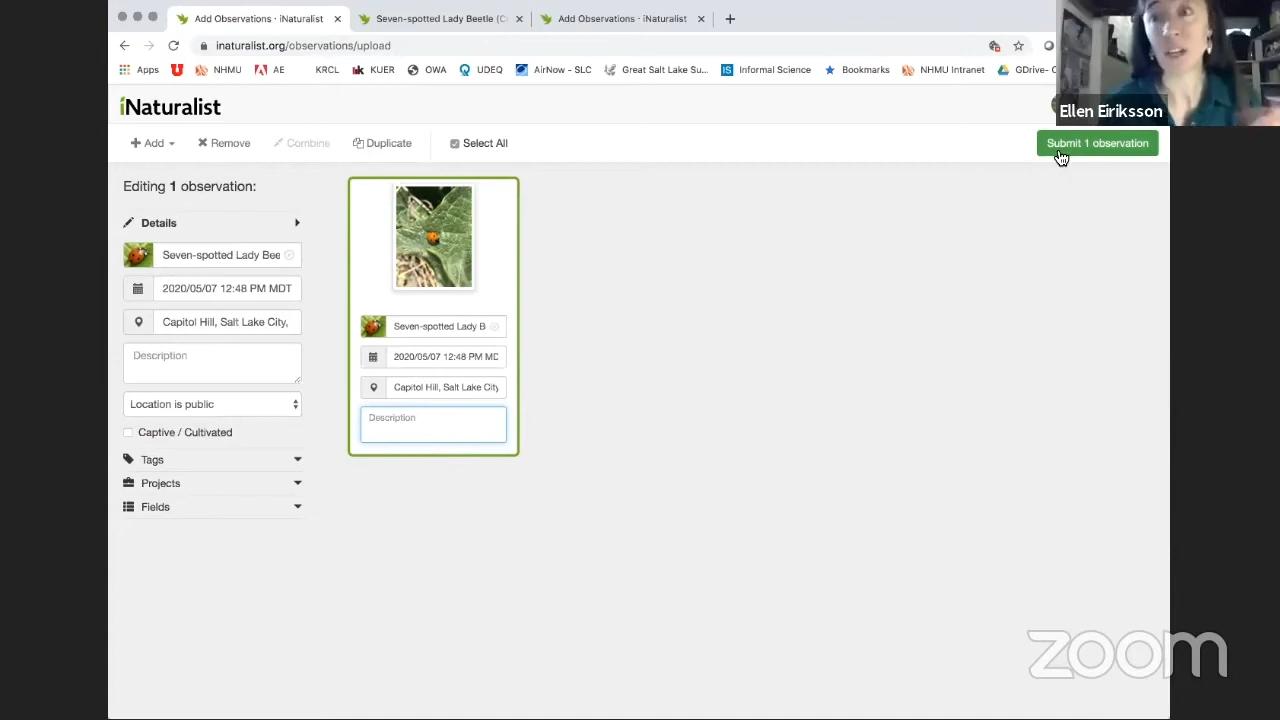 Add Observations · iNaturalist
Seven-spotted Lady Beetle (C
Add Observations · iNaturalist
inaturalist.org/observations/upload
Apps
NHMU
AE
KRCL
KUER
OWA
UDEQ
AirNow - SLC
Great Salt Lake Su...
IS Informal Science
Bookmarks
NHMU Intranet
GDrive- C
Ellen Eiriksson
iNaturalist
Add
Remove
Combine
Duplicate
Select All
Submit 1 observation
Editing 1 observation:
Details
Seven-spotted Lady Bee
2020/05/07 12:48 PM MDT
Capitol Hill, Salt Lake City,
Description
Location is public
Captive / Cultivated
Tags
Projects
Fields
Seven-spotted Lady B
2020/05/07 12:48 PM MD
Capitol Hill, Salt Lake City
Description
zoom